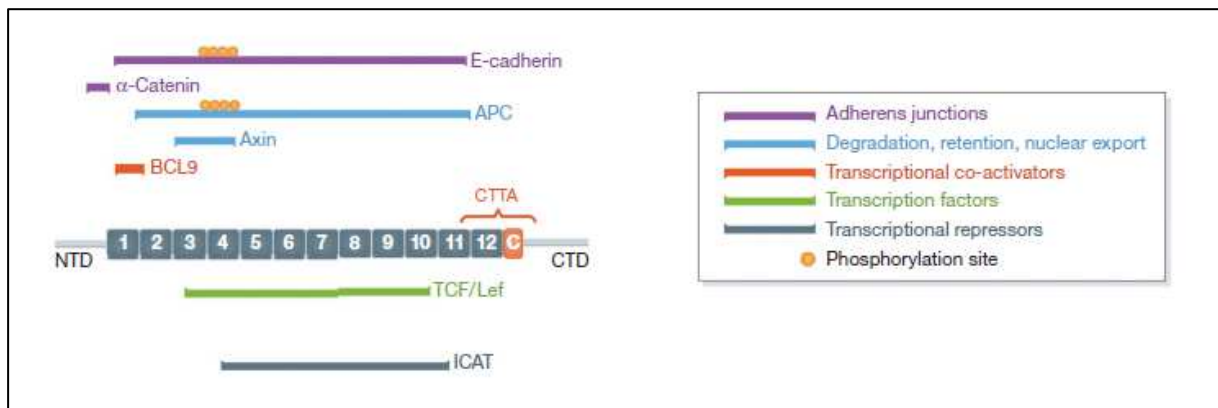 E-cadherin
α-Catenin
APC
Axin
BCL9
CTTA
1 2 3 4 5 6 7 8 9 10 11 12 C
NTD
CTD
TCF/Lef
ICAT
Adherens junctions
Degradation, retention, nuclear export
Transcriptional co-activators
Transcription factors
Transcriptional repressors
Phosphorylation site